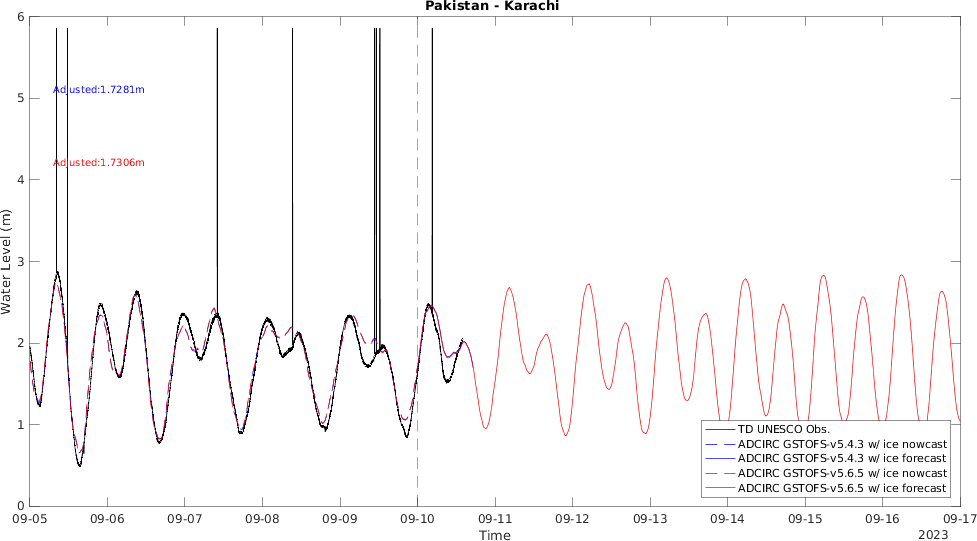 Pakistan - Karachi
6
5
4
3
2
1
0
Water Level (m)
Adjusted:1.7281m
Adjusted:1.7306m
TD UNESCO Obs.
ADCIRC GSTOFS-v5.4.3 w/ ice nowcast
ADCIRC GSTOFS-v5.4.3 w/ ice forecast
ADCIRC GSTOFS-v5.6.5 w/ ice nowcast
ADCIRC GSTOFS-v5.6.5 w/ ice forecast
09-05 09-06 09-07 09-08 09-09 09-10 09-11 09-12 09-13 09-14 09-15 09-16 09-17
Time
2023